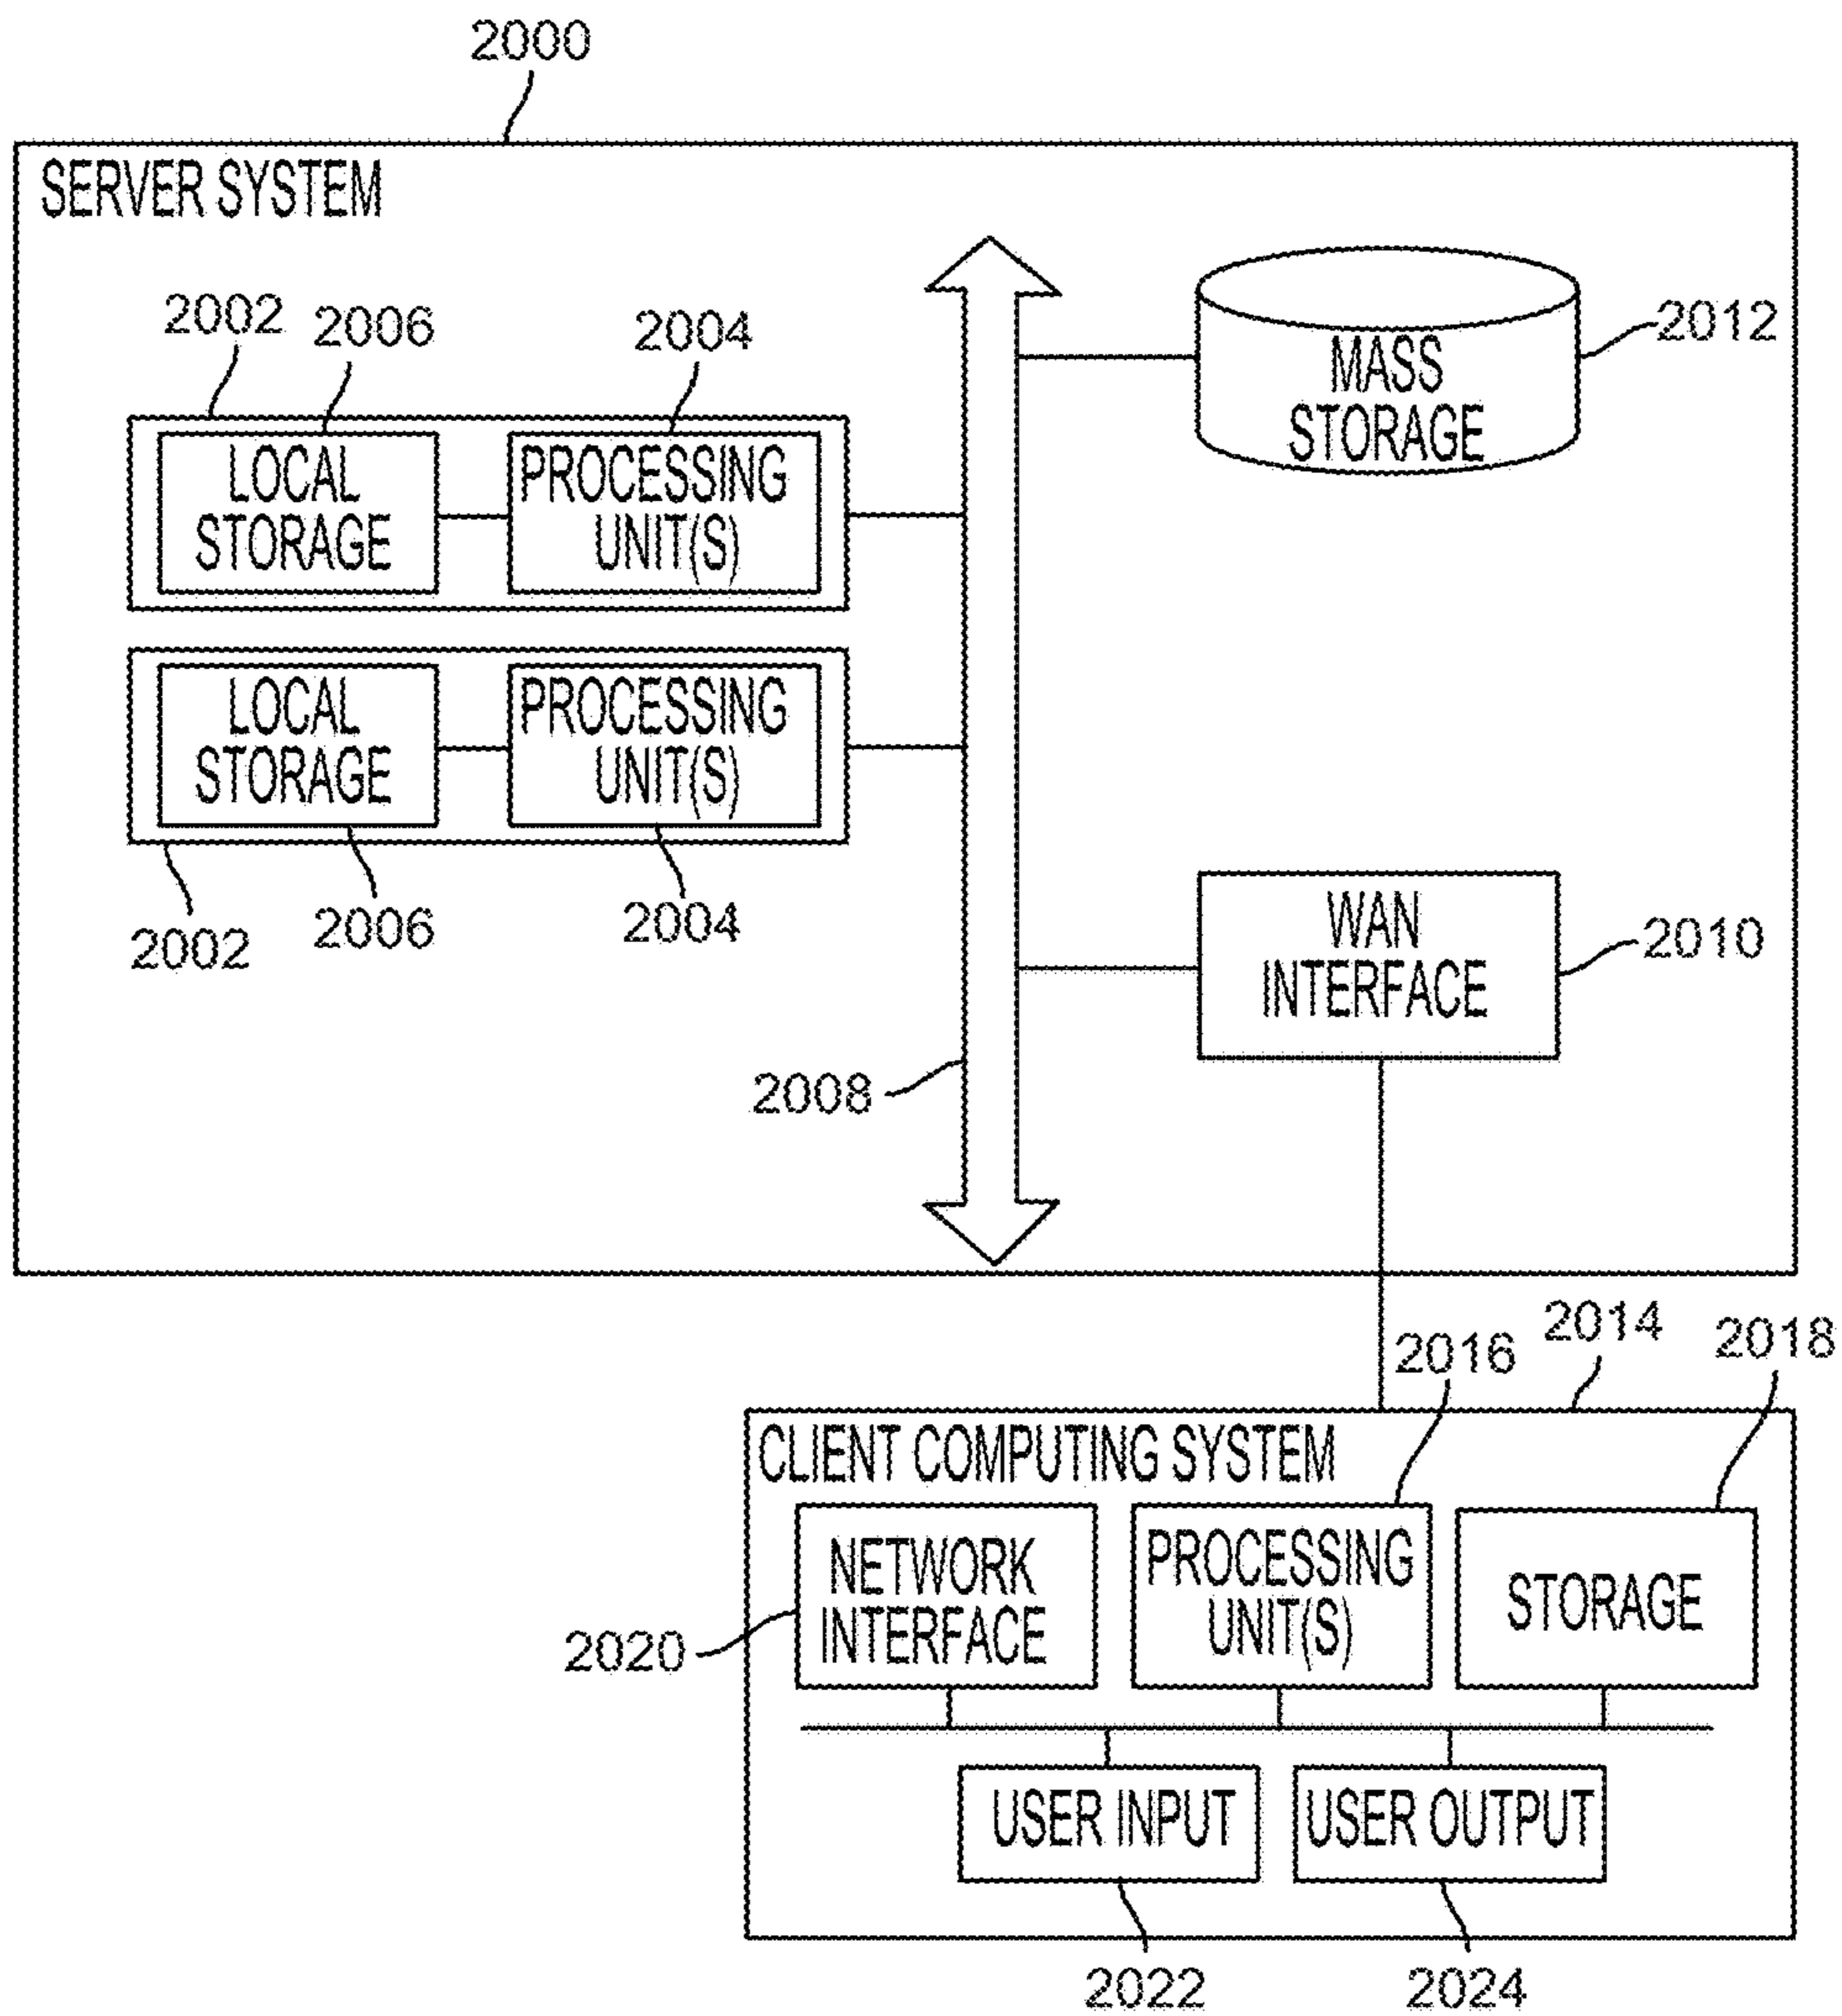 2000
SERVER SYSTEM
2002
2006
2004
2012
MASS
STORAGE
LOCAL
STORAGE
PROCESSING
UNIT(S)
LOCAL
STORAGE
PROCESSING
UNIT(S)
2002
2006
2004
WAN
INTERFACE
2010
2008
2016
2014
2018
CLIENT COMPUTING SYSTEM
NETWORK
INTERFACE
PROCESSING
UNIT(S)
STORAGE
2020
USER INPUT
USER OUTPUT
2022
2024